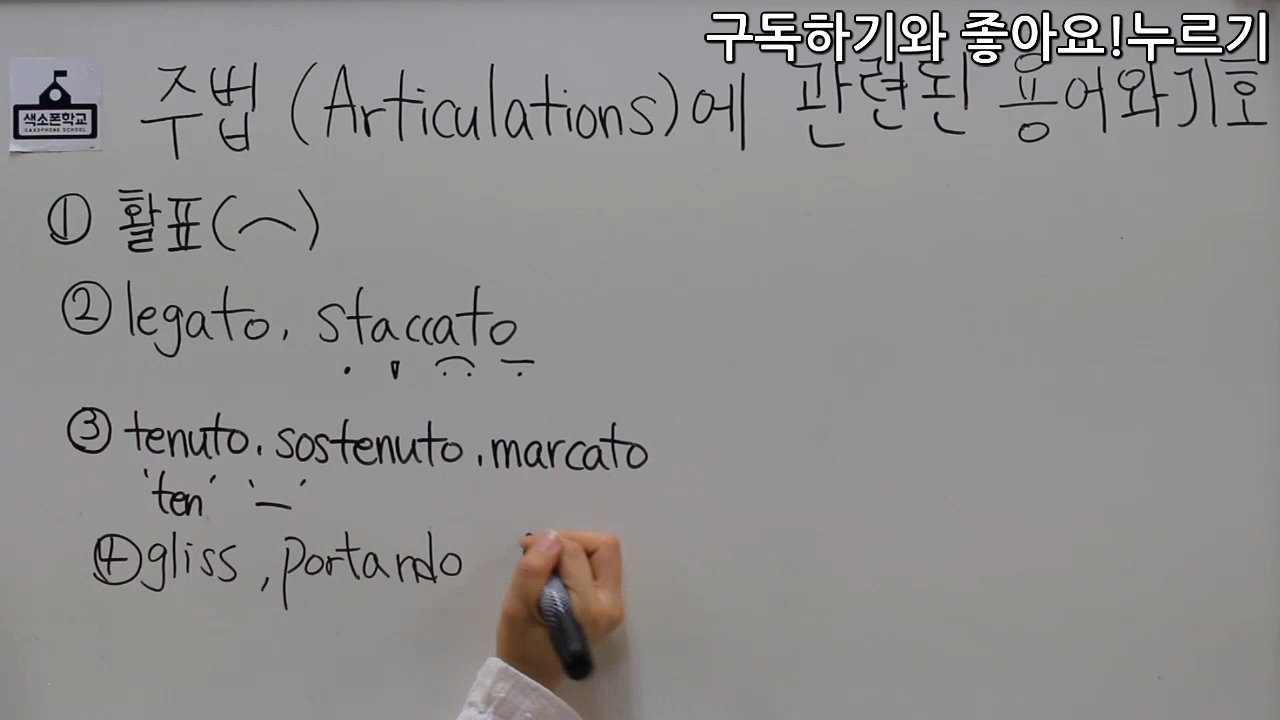 구독하기와 좋아요!누르기
색소폰학교
SAXOPHONE SCHOOL
주법 (Articulations)에 관련된 용어와기호
① 활표(⌒)
② legato, staccato
③ tenuto, sostenuto, marcato
'ten' '—'
④ gliss, portando